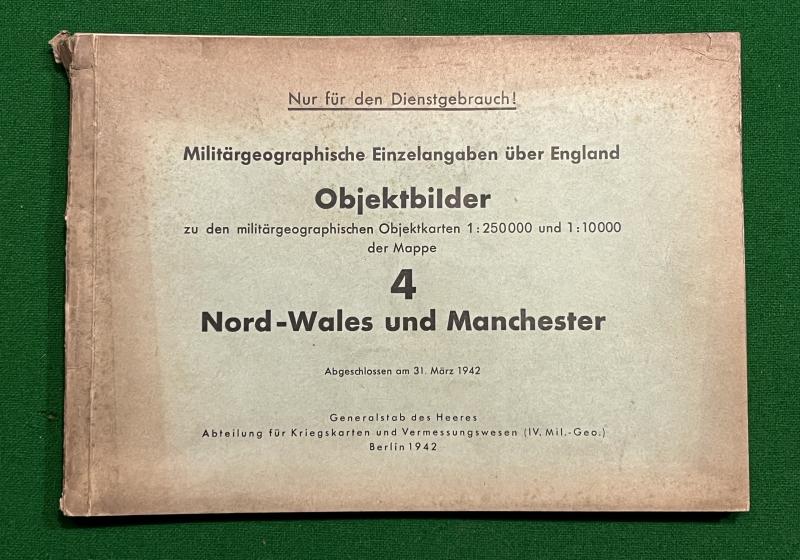 Nur für den Dienstgebrauch!
Militärgeographische Einzelangaben über England
Objektbilder
zu den militärgeographischen Objektkarten 1:250000 und 1:10000
der Mappe
4
Nord-Wales und Manchester
Abgeschlossen am 31. März 1942
Generalstab des Heeres
Abteilung für Kriegskarten und Vermessungswesen (IV. Mil.-Geo.)
Berlin 1942